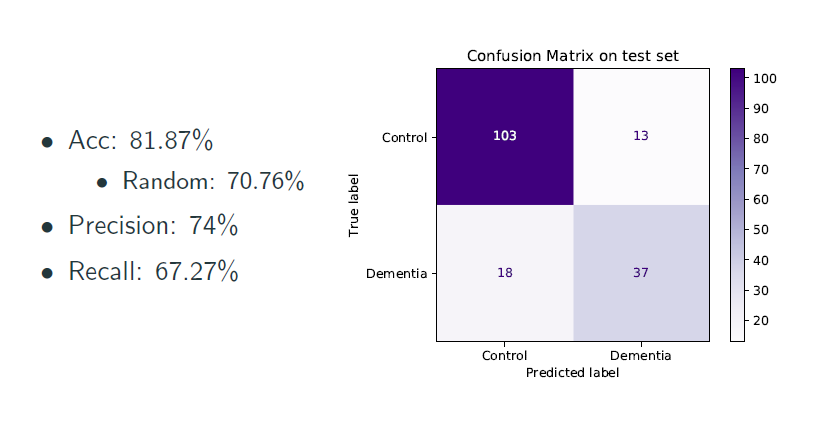 • Acc: 81.87%
• Random: 70.76%
• Precision: 74%
• Recall: 67.27%
Confusion Matrix on test set
True label
Control
103
13
Dementia
18
37
Control
Dementia
Predicted label
100
90
80
70
60
50
40
30
20